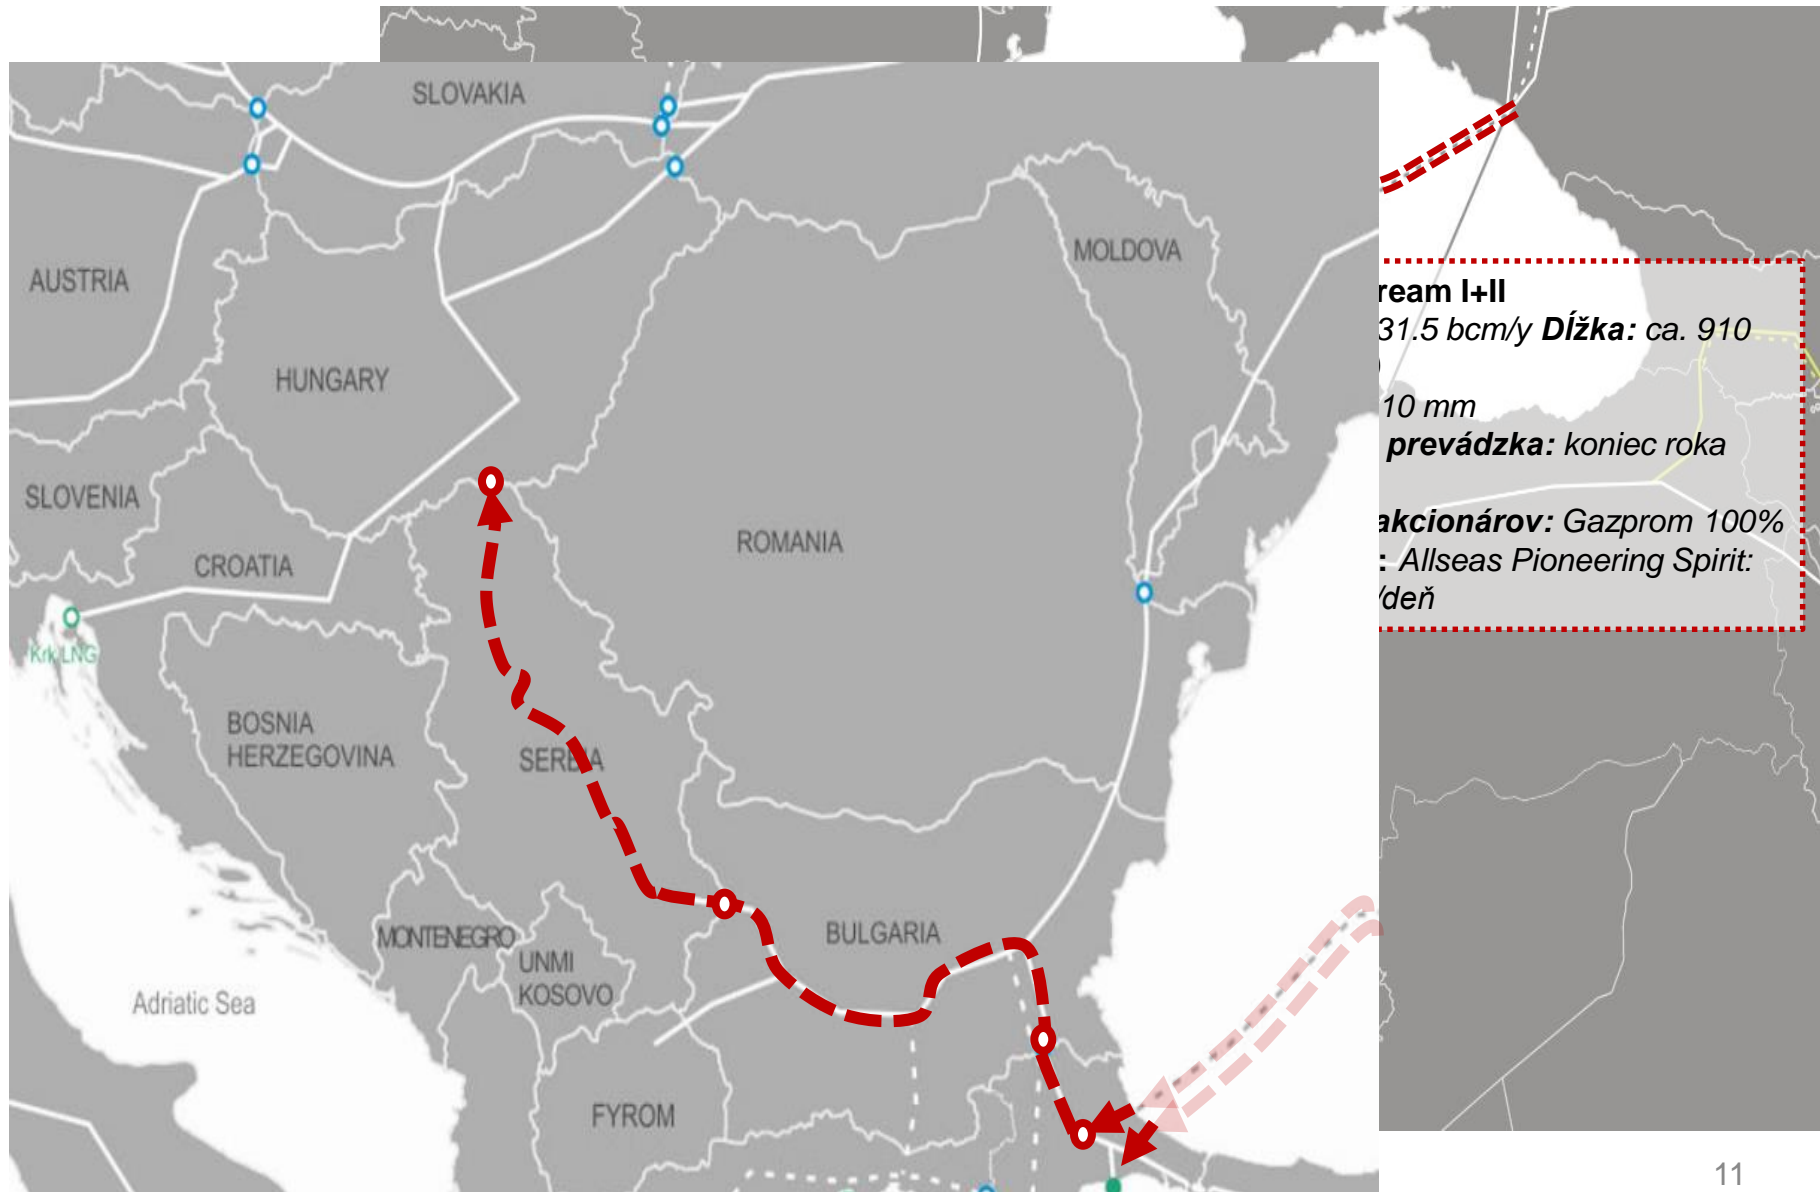 SLOVAKIA
MOLDOVA
AUSTRIA
HUNGARY
SLOVENIA
CROATIA
ROMANIA
Krk LNG
BOSNIA
HERZEGOVINA
SERBIA
BULGARIA
MONTENEGRO
UNMI
KOSOVO
Adriatic Sea
FYROM
ream I+II
31.5 bcm/y Dĺžka: ca. 910
)
10 mm
prevádzka: koniec roka
akcionárov: Gazprom 100%
: Allseas Pioneering Spirit:
/deň
11